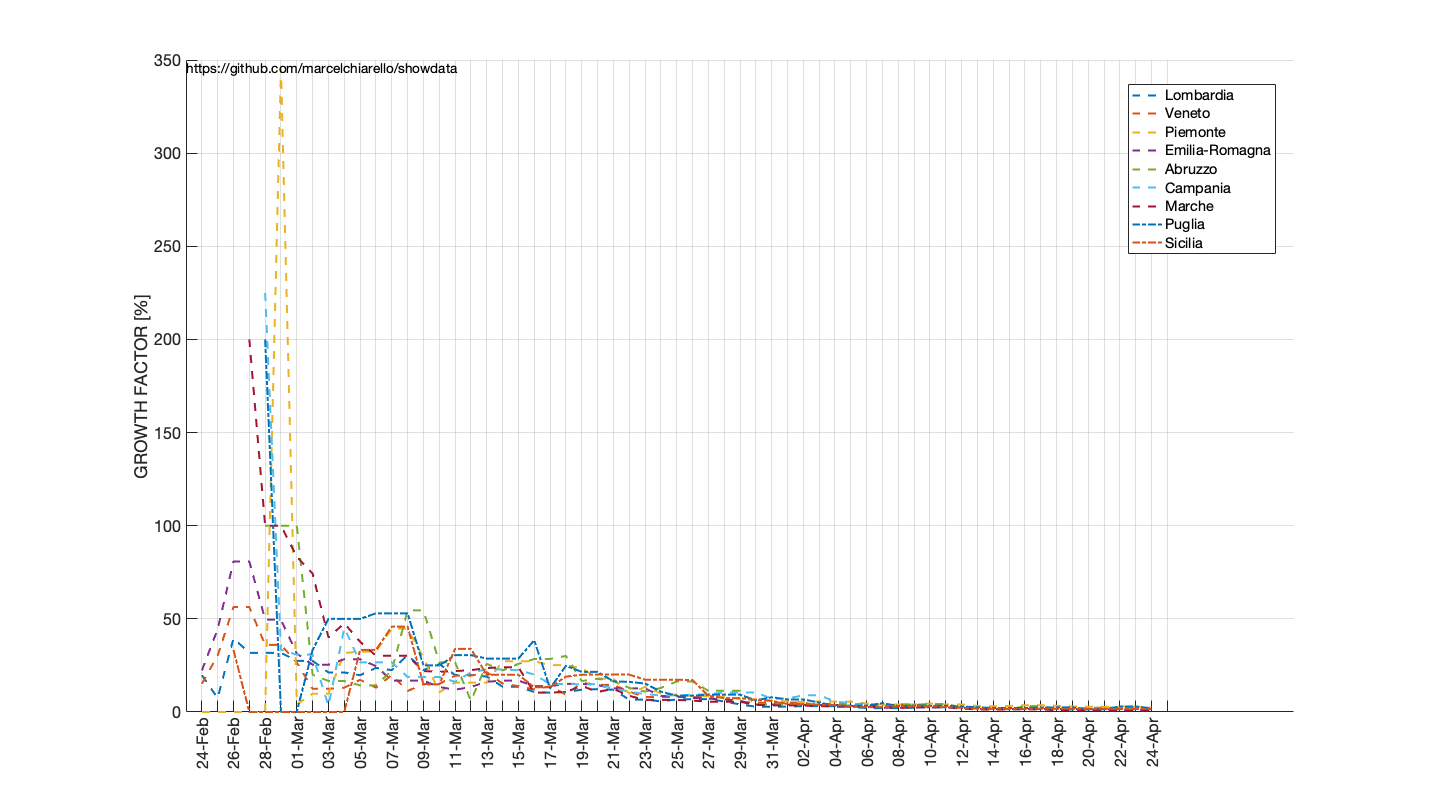 350
https://github.com/marcelchiarello/showdata
Lombardia
Veneto
Piemonte
Emilia-Romagna
Abruzzo
Campania
Marche
Puglia
Sicilia
300
250
200
150
100
50
0
GROWTH FACTOR [%]
24-Feb
26-Feb
28-Feb
01-Mar
03-Mar
05-Mar
07-Mar
09-Mar
11-Mar
13-Mar
15-Mar
17-Mar
19-Mar
21-Mar
23-Mar
25-Mar
27-Mar
29-Mar
31-Mar
02-Apr
04-Apr
06-Apr
08-Apr
10-Apr
12-Apr
14-Apr
16-Apr
18-Apr
20-Apr
22-Apr
24-Apr